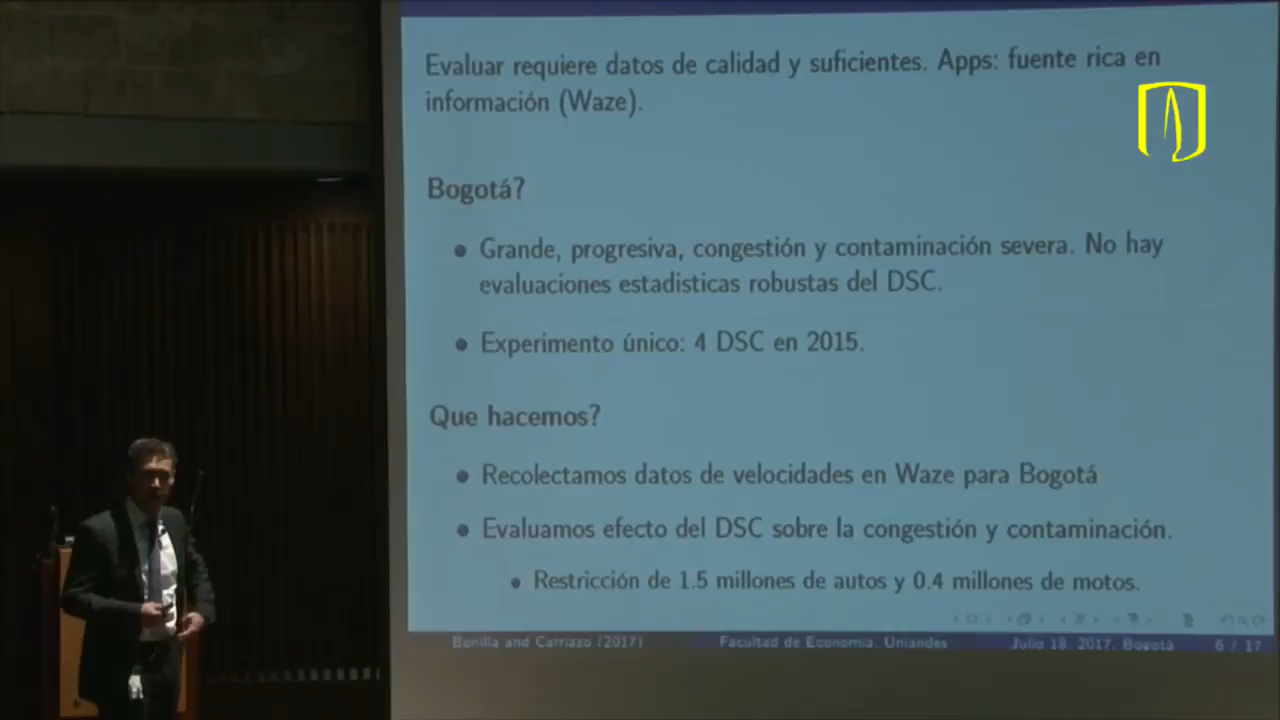 Evaluar requiere datos de calidad y suficientes. Apps: fuente rica en
información (Waze).
Bogotá?
Grande, progresiva, congestión y contaminación severa. No hay
evaluaciones estadisticas robustas del DSC.
Experimento único: 4 DSC en 2015.
Que hacemos?
Recolectamos datos de velocidades en Waze para Bogotá
Evaluamos efecto del DSC sobre la congestión y contaminación.
Restricción de 1.5 millones de autos y 0.4 millones de motos.
Bonilla and Carriazo (2017) Facultad de Economia, Uniandes Julio 18, 2017, Bogotà 6 / 17